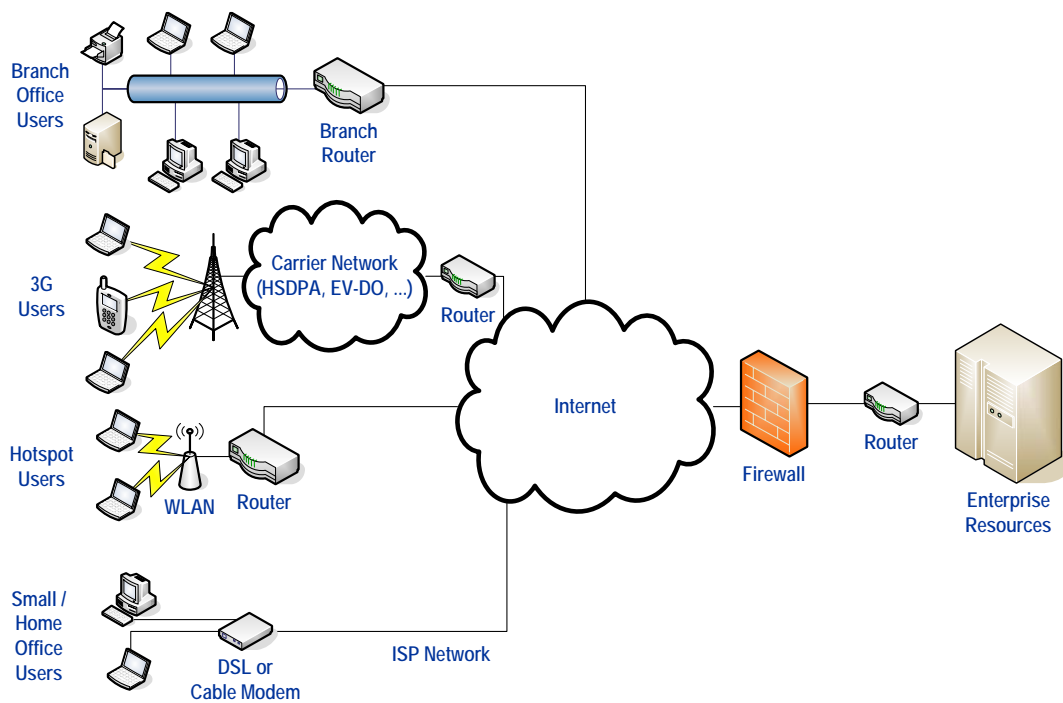 Branch
Office
Users
Branch
Router
3G
Users
Carrier Network
(HSDPA, EV-DO, ...)
Router
Internet
Firewall
Router
Enterprise
Resources
Hotspot
Users
WLAN
Router
Small /
Home
Office
Users
DSL or
Cable Modem
ISP Network